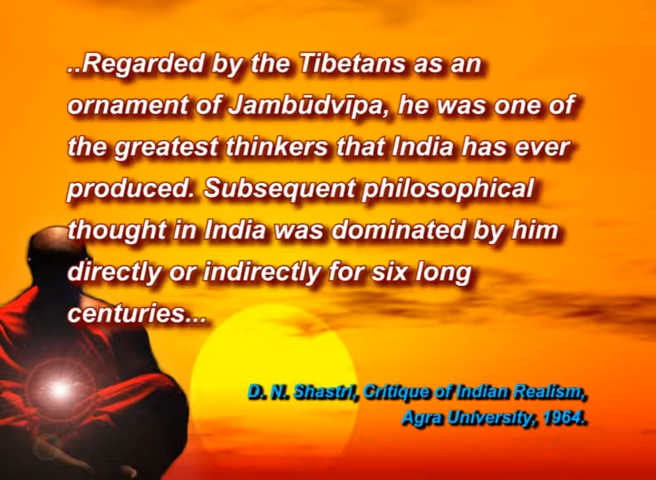 ..Regarded by the Tibetans as an
ornament of Jambūdvīpa, he was one of
the greatest thinkers that India has ever
produced. Subsequent philosophical
thought in India was dominated by him
directly or indirectly for six long
centuries...
D. N. Shastri, Critique of Indian Realism,
Agra University, 1964.